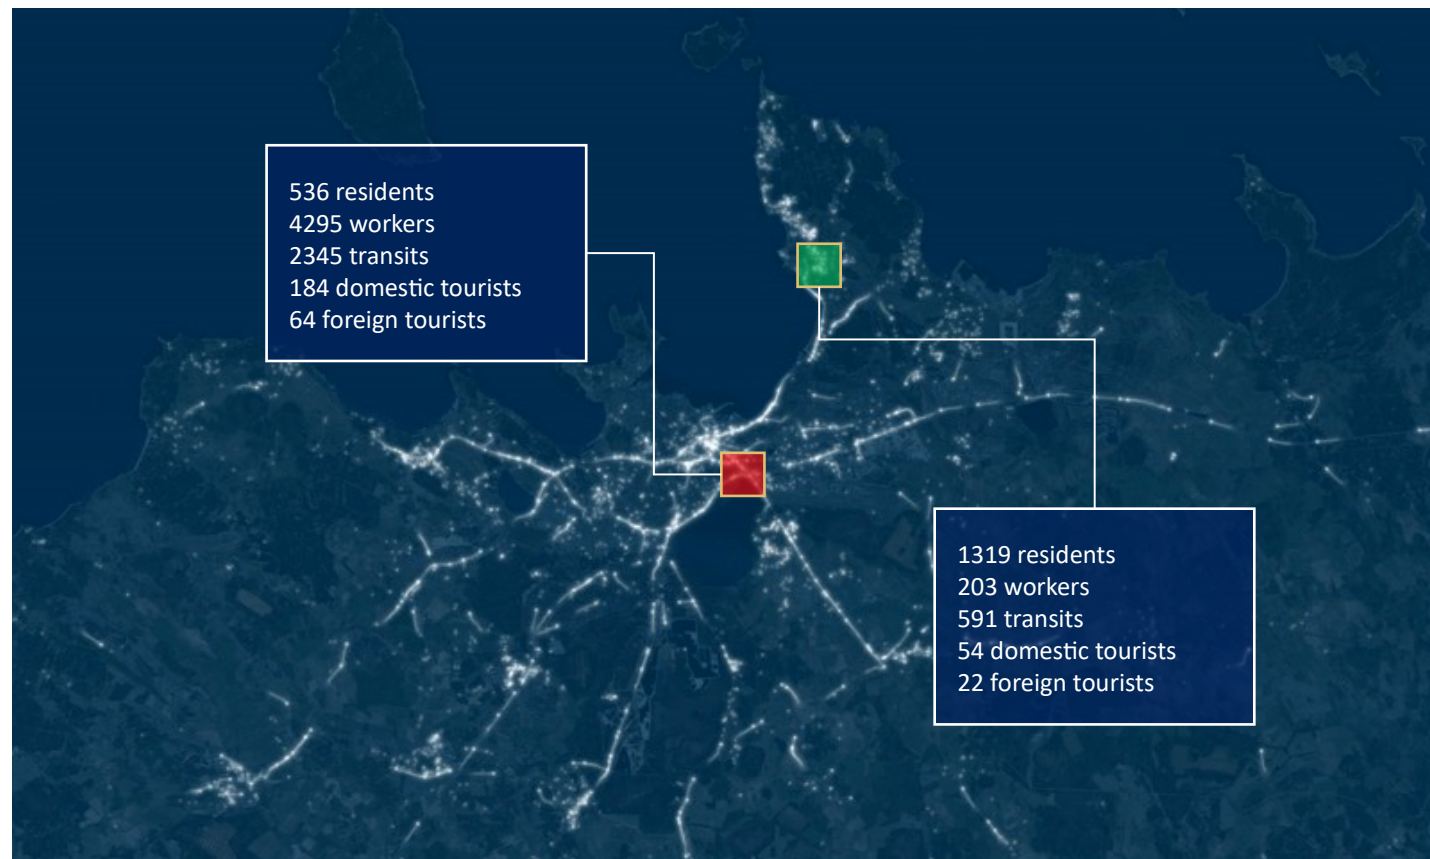 536 residents
4295 workers
2345 transits
184 domestic tourists
64 foreign tourists
1319 residents
203 workers
591 transits
54 domestic tourists
22 foreign tourists